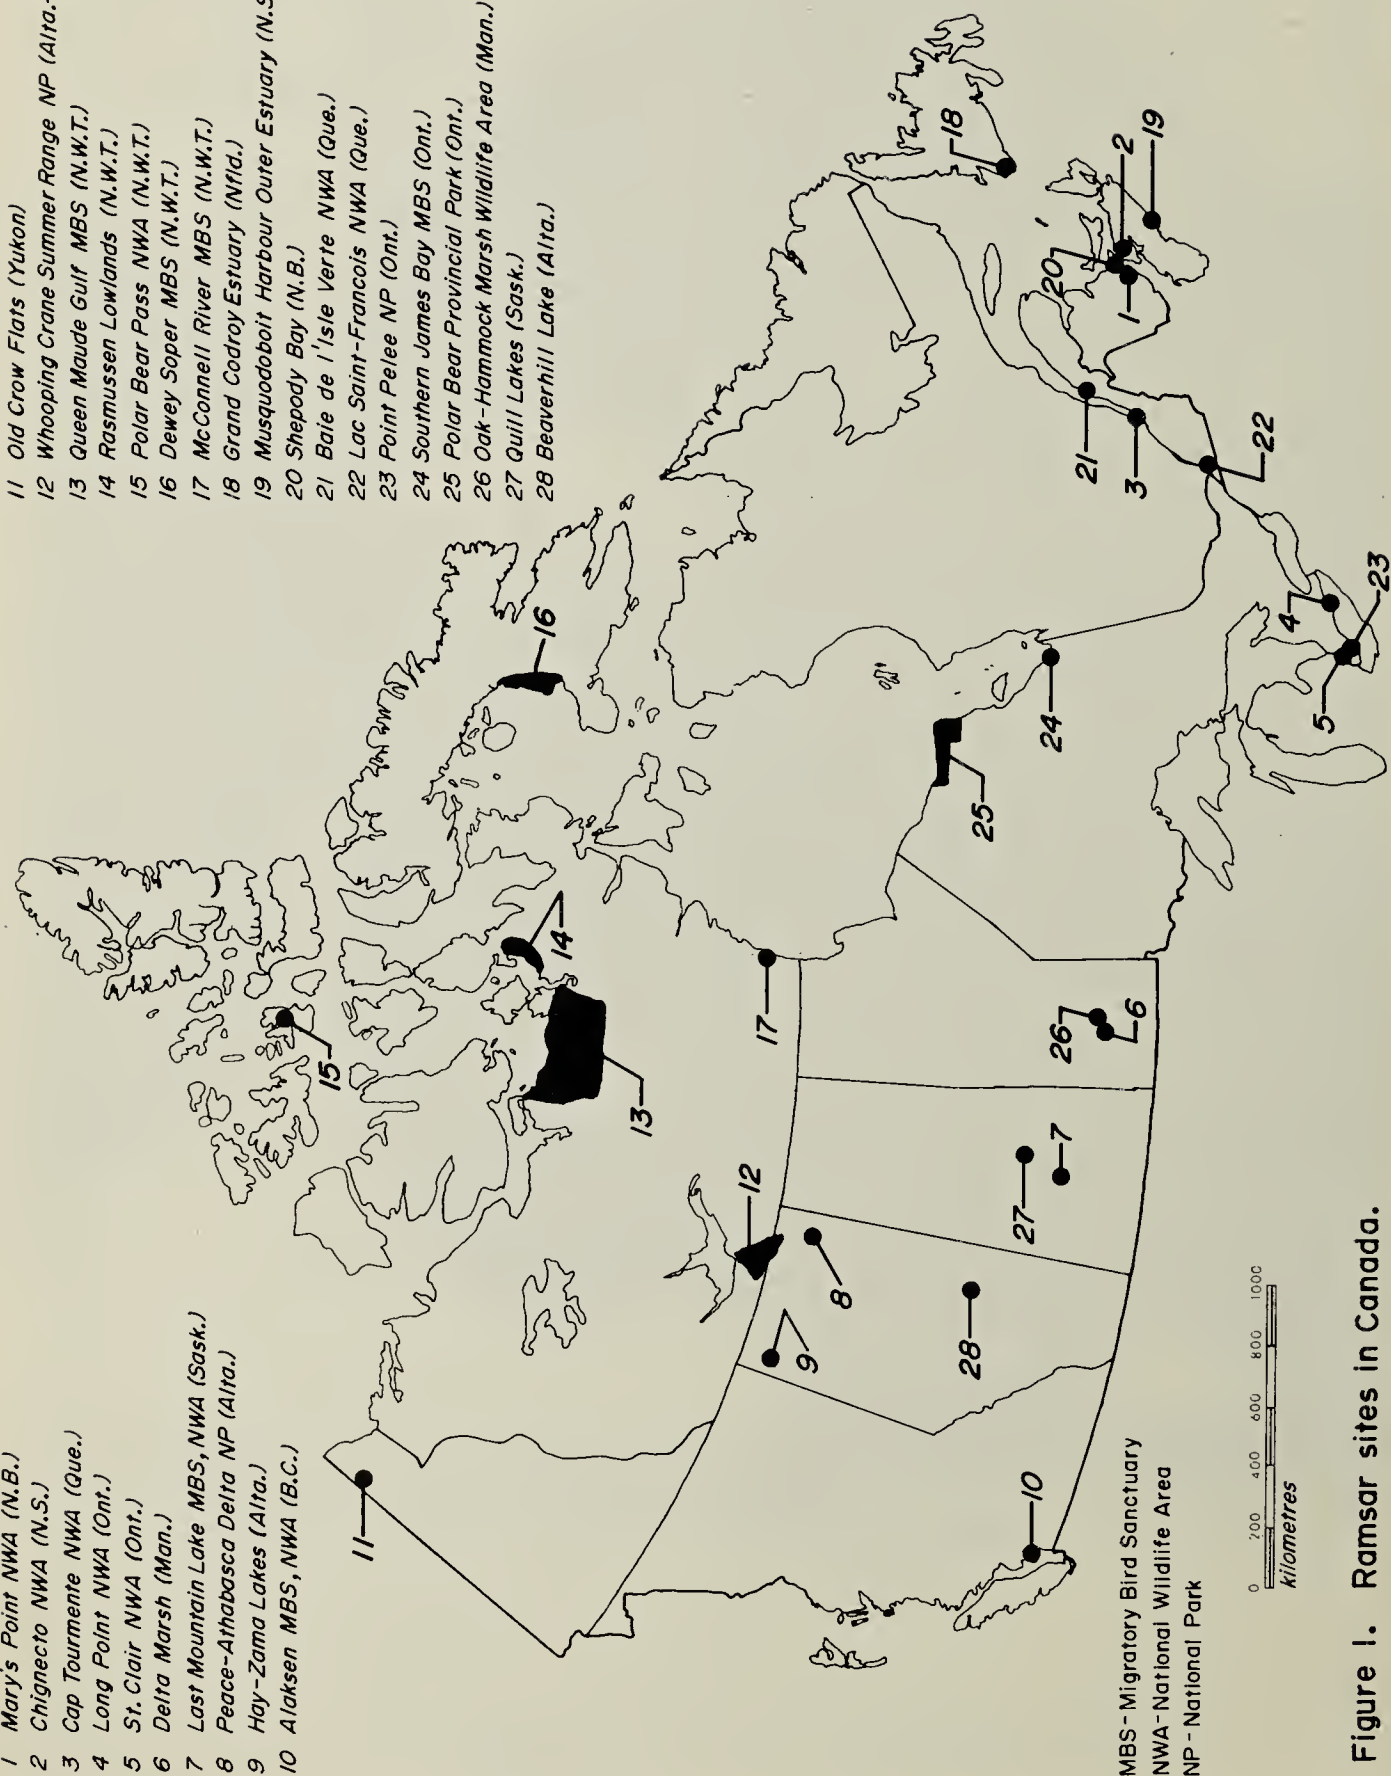 1 Mary's Point NWA (N.B.)
2 Chignecto NWA (N.S.)
3 Cap Tourmente NWA (Que.)
4 Long Point NWA (Ont.)
5 St. Clair NWA (Ont.)
6 Delta Marsh (Man.)
7 Last Mountain Lake MBS, NWA (Sask.)
8 Peace-Athabasca Delta NP (Alta.)
9 Hay-Zama Lakes (Alta.)
10 Alaksen MBS, NWA (B.C.)
11 Old Crow Flats (Yukon)
12 Whooping Crane Summer Range NP (Alta.-
13 Queen Maude Gulf MBS (N.W.T.)
14 Rasmussen Lowlands (N.W.T.)
15 Polar Bear Pass NWA (N.W.T.)
16 Dewey Soper MBS (N.W.T.)
17 McConnell River MBS (N.W.T.)
18 Grand Codroy Estuary (Nfld.)
19 Musquodoboit Harbour Outer Estuary (N.S
20 Shepody Bay (N.B.)
21 Baie de l'Isle Verte NWA (Que.)
22 Lac Saint-Francois NWA (Que.)
23 Point Pelee NP (Ont.)
24 Southern James Bay MBS (Ont.)
25 Polar Bear Provincial Park (Ont.)
26 Oak-Hammock Marsh Wildlife Area (Man.)
27 Quill Lakes (Sask.)
28 Beaverhill Lake (Alta.)
15
16
14
13
11
12
17
18
9
8
25
24
20
2
19
1
21
3
22
28
27
7
26
6
10
4
5
23
MBS - Migratory Bird Sanctuary
NWA - National Wildlife Area
NP - National Park
0 200 400 600 800 1000
kilometres
Figure 1. Ramsar sites in Canada.